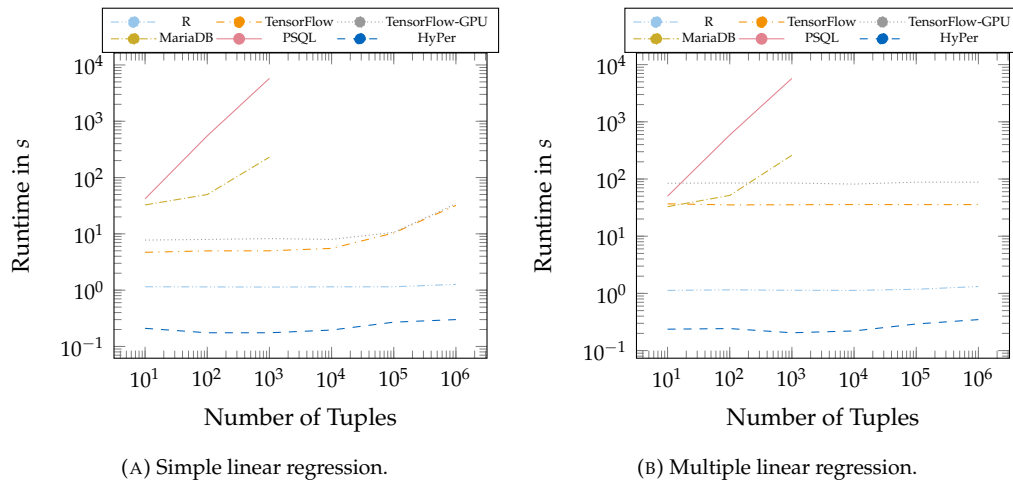 R TensorFlow TensorFlow-GPU
MariaDB PSQL HyPer
10^4
10^3
10^2
10^1
10^0
10^−1
Runtime in s
10^1 10^2 10^3 10^4 10^5 10^6
Number of Tuples
(A) Simple linear regression.
R TensorFlow TensorFlow-GPU
MariaDB PSQL HyPer
10^4
10^3
10^2
10^1
10^0
10^−1
Runtime in s
10^1 10^2 10^3 10^4 10^5 10^6
Number of Tuples
(B) Multiple linear regression.